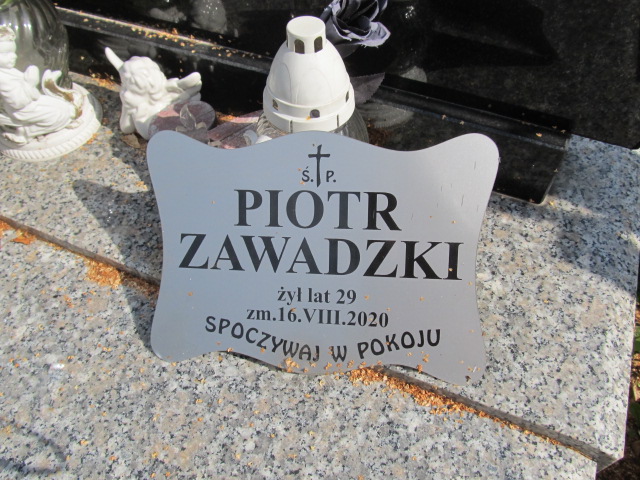 Ś. P.
PIOTR
ZAWADZKI
żył lat 29
zm.16.VIII.2020
SPOCZYWAJ W POKOJU